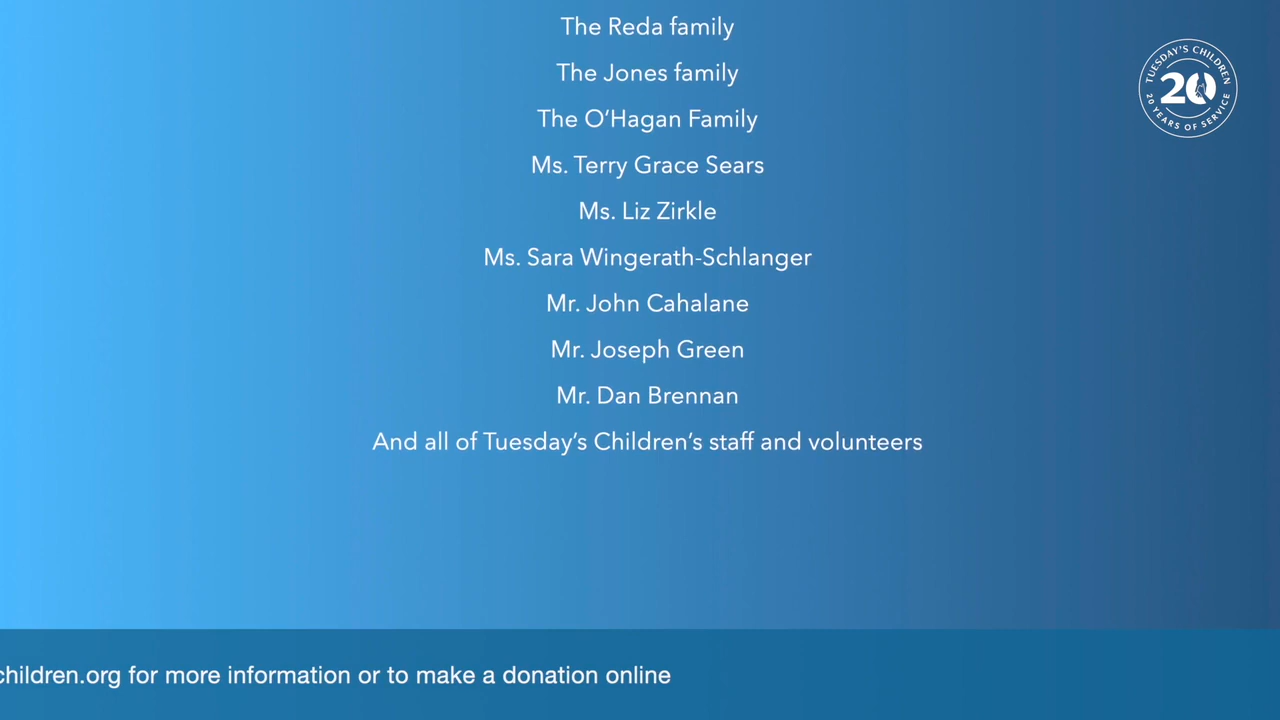 The Reda family
The Jones family
TUESDAY'S CHILDREN
20
20 YEARS OF SERVICE
The O’Hagan Family
Ms. Terry Grace Sears
Ms. Liz Zirkle
Ms. Sara Wingerath-Schlanger
Mr. John Cahalane
Mr. Joseph Green
Mr. Dan Brennan
And all of Tuesday’s Children’s staff and volunteers
children.org for more information or to make a donation online